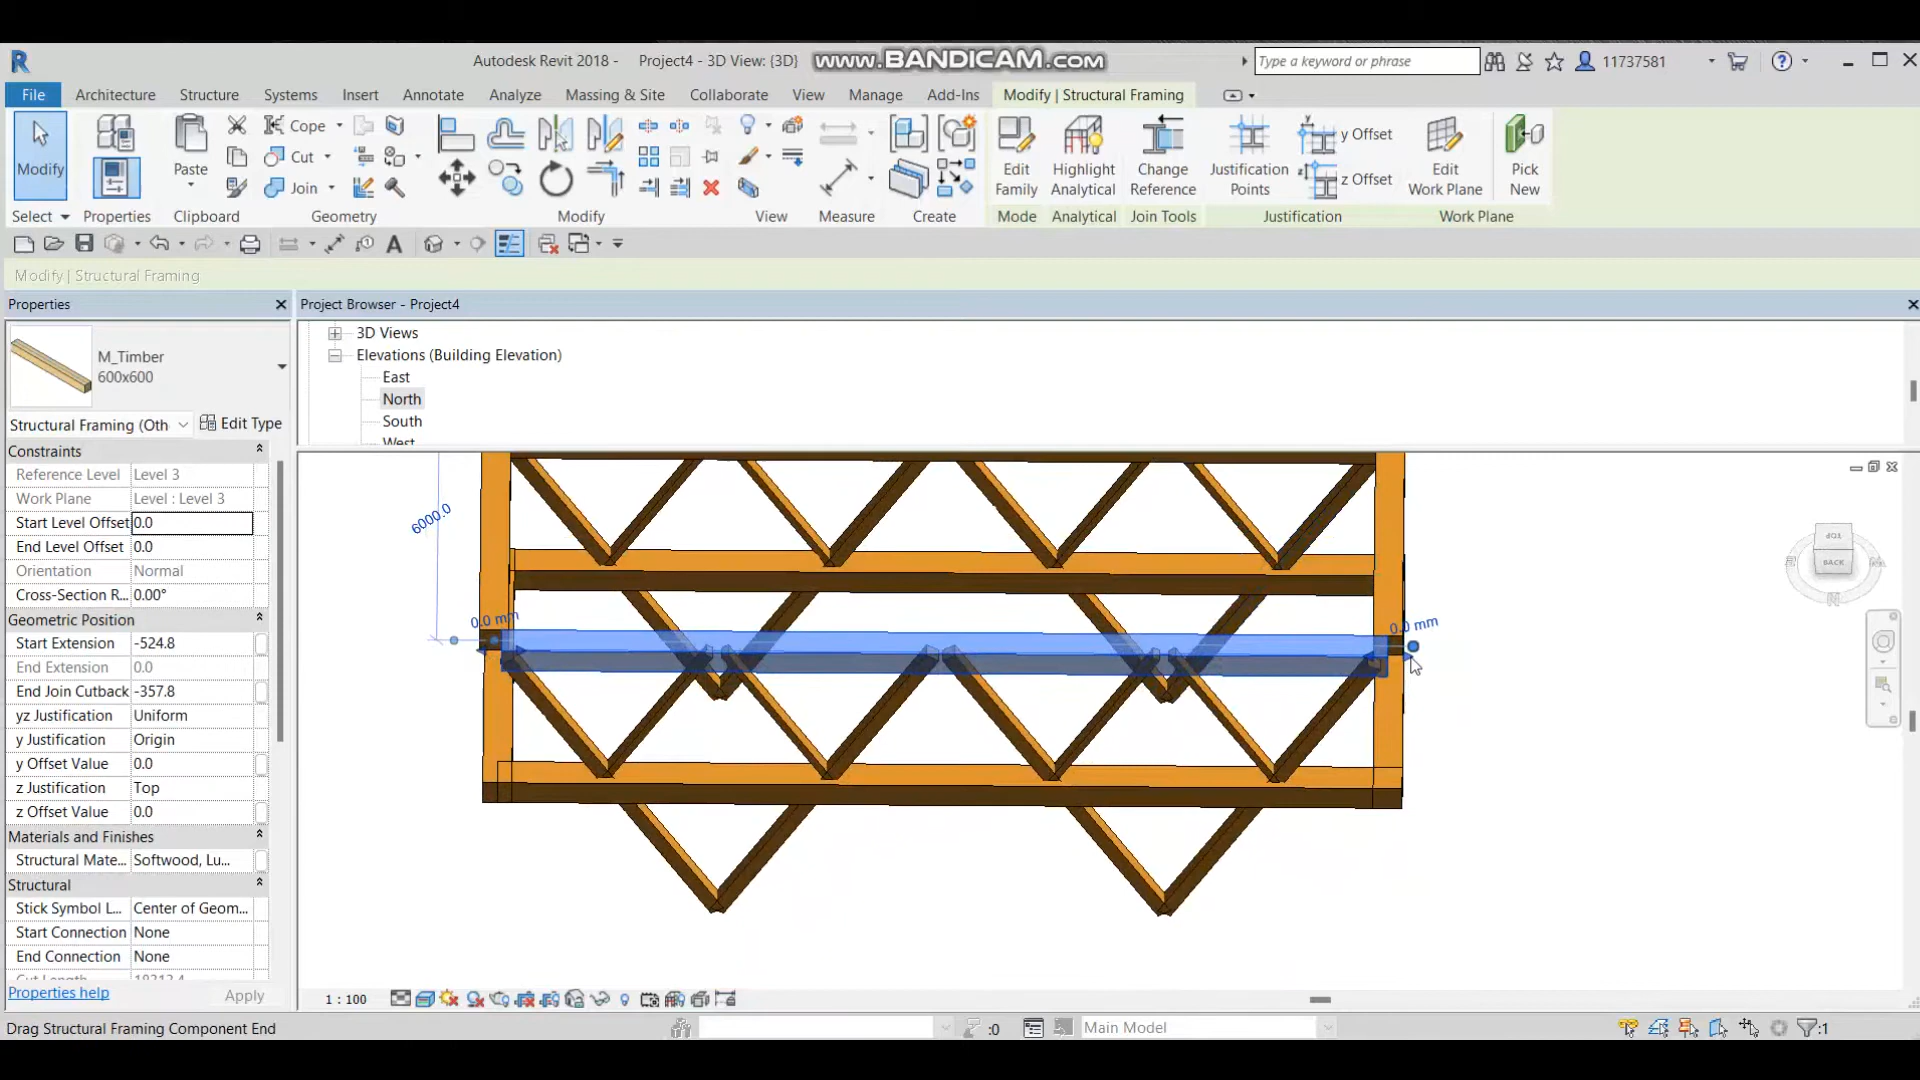 Autodesk Revit 2018 -    Project4 - 3D View: {3D}
www.BANDICAM.com
Type a keyword or phrase
11737581
File Architecture Structure Systems Insert Annotate Analyze Massing & Site Collaborate View Manage Add-Ins Modify | Structural Framing
Modify
Paste
Cope
Cut
Join
Edit Family
Highlight Analytical
Change Reference
Justification Points
y Offset
z Offset
Edit Work Plane
Pick New
Select Properties Clipboard Geometry Modify View Measure Create Mode Analytical Join Tools Justification Work Plane
Modify | Structural Framing
Properties
Project Browser - Project4
M_Timber
600x600
Structural Framing (Oth
Edit Type
Constraints
Reference Level Level 3
Work Plane Level : Level 3
Start Level Offset 0.0
End Level Offset 0.0
Orientation Normal
Cross-Section R... 0.00°
Geometric Position
Start Extension -524.8
End Extension 0.0
End Join Cutback -357.8
yz Justification Uniform
y Justification Origin
y Offset Value 0.0
z Justification Top
z Offset Value 0.0
Materials and Finishes
Structural Mate... Softwood, Lu...
Structural
Stick Symbol L... Center of Geom...
Start Connection None
End Connection None
Properties help
Apply
3D Views
Elevations (Building Elevation)
East
North
South
West
6000.0
0.0 mm
0.0 mm
TOP
BACK
1 : 100
Drag Structural Framing Component End
:0
Main Model
:1